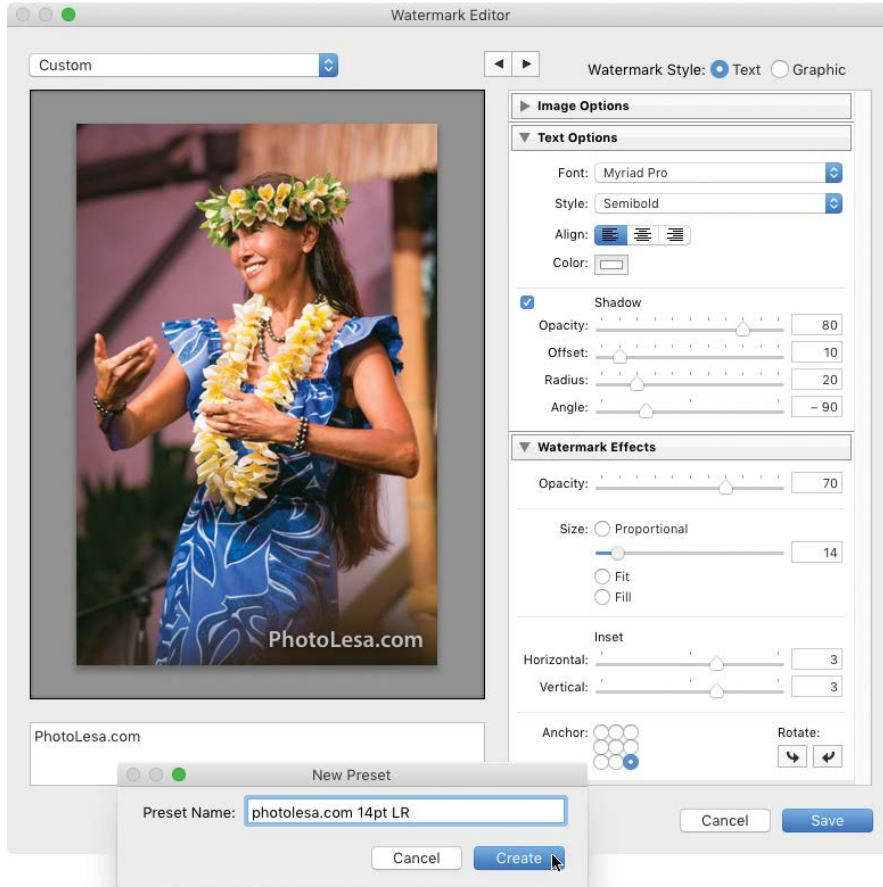 Watermark Editor
Custom
Watermark Style: Text Graphic
Image Options
Text Options
Font: Myriad Pro
Style: Semibold
Align:
Color:
Shadow
Opacity: 80
Offset: 10
Radius: 20
Angle: – 90
Watermark Effects
Opacity: 70
Size: Proportional
14
Fit
Fill
Inset
Horizontal: 3
Vertical: 3
Anchor: Rotate:
PhotoLesa.com
PhotoLesa.com
New Preset
Preset Name: photolesa.com 14pt LR
Cancel Create
Cancel Save